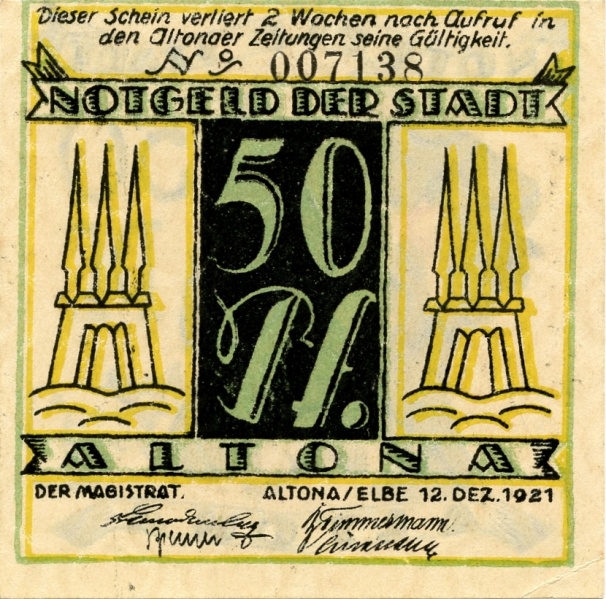 Dieser Schein verliert 2 Wochen nach Aufruf in
den Altonaer Zeitungen seine Gültigkeit.
No 007138
NOTGELD DER STADT
50
Pf.
ALTONA
DER MAGISTRAT. ALTONA/ELBE 12. DEZ. 1921
Zimmermann